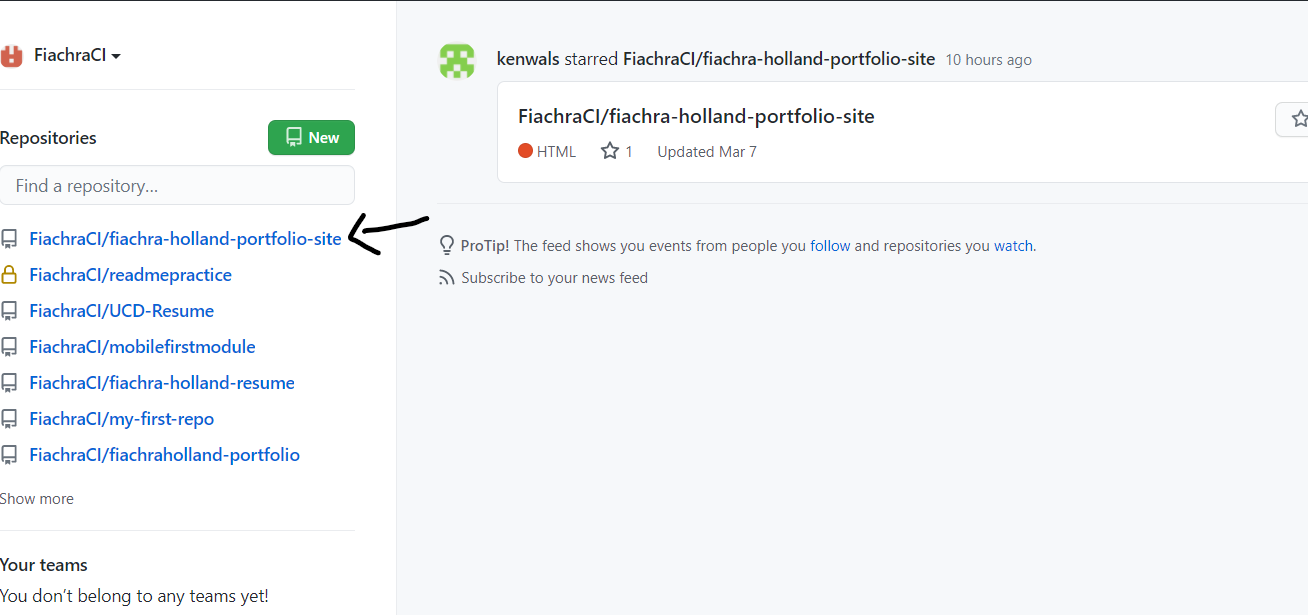 FiachraCI
Repositories
New
Find a repository...
FiachraCI/fiachra-holland-portfolio-site
FiachraCI/readmepractice
FiachraCI/UCD-Resume
FiachraCI/mobilefirstmodule
FiachraCI/fiachra-holland-resume
FiachraCI/my-first-repo
FiachraCI/fiachraholland-portfolio
Show more
Your teams
You don’t belong to any teams yet!
kenwals starred FiachraCI/fiachra-holland-portfolio-site 10 hours ago
FiachraCI/fiachra-holland-portfolio-site
HTML 1 Updated Mar 7
ProTip! The feed shows you events from people you follow and repositories you watch.
Subscribe to your news feed